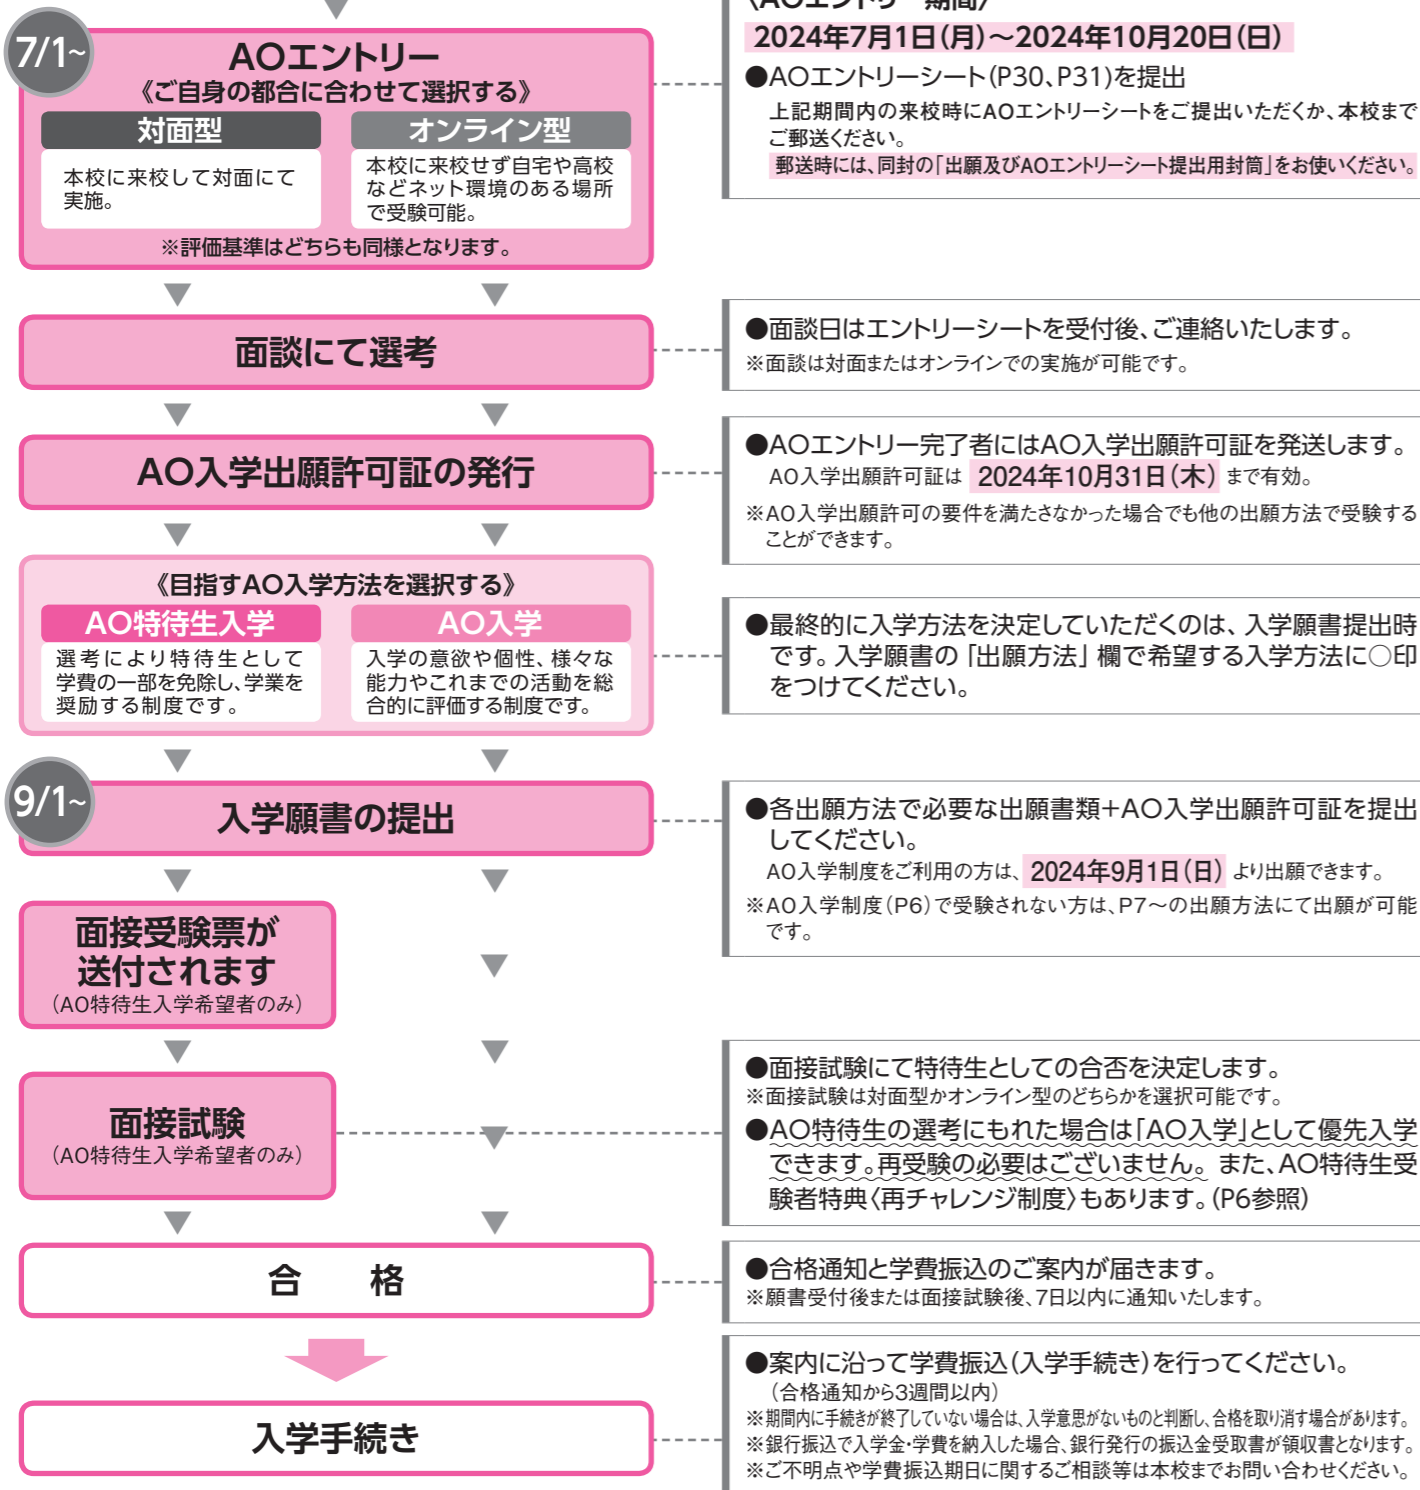 〈AOエントリー期間〉
7/1~
AOエントリー
《ご自身の都合に合わせて選択する》
対面型
本校に来校して対面にて
実施。
オンライン型
本校に来校せず自宅や高校
などネット環境のある場所
で受験可能。
※評価基準はどちらも同様となります。
2024年7月1日(月)～2024年10月20日(日)
●AOエントリーシート(P30、P31)を提出
上記期間内の来校時にAOエントリーシートをご提出いただくか、本校まで
ご郵送ください。
郵送時には、同封の「出願及びAOエントリーシート提出用封筒」をお使いください。
面談にて選考
●面談日はエントリーシートを受付後、ご連絡いたします。
※面談は対面またはオンラインでの実施が可能です。
AO入学出願許可証の発行
●AOエントリー完了者にはAO入学出願許可証を発送します。
AO入学出願許可証は 2024年10月31日(木) まで有効。
※AO入学出願許可の要件を満たさなかった場合でも他の出願方法で受験する
ことができます。
《目指すAO入学方法を選択する》
AO特待生入学
選考により特待生として
学費の一部を免除し、学業を
奨励する制度です。
AO入学
入学の意欲や個性、様々な
能力やこれまでの活動を総
合的に評価する制度です。
●最終的に入学方法を決定していただくのは、入学願書提出時
です。入学願書の「出願方法」欄で希望する入学方法に○印
をつけてください。
9/1~
入学願書の提出
●各出願方法で必要な出願書類+AO入学出願許可証を提出
してください。
AO入学制度をご利用の方は、2024年9月1日(日) より出願できます。
※AO入学制度(P6)で受験されない方は、P7～の出願方法にて出願が可能
です。
面接受験票が
送付されます
(AO特待生入学希望者のみ)
面接試験
(AO特待生入学希望者のみ)
●面接試験にて特待生としての合否を決定します。
※面接試験は対面型かオンライン型のどちらかを選択可能です。
●AO特待生の選考にもれた場合は「AO入学」として優先入学
できます。再受験の必要はございません。また、AO特待生受
験者特典〈再チャレンジ制度〉もあります。(P6参照)
合　格
●合格通知と学費振込のご案内が届きます。
※願書受付後または面接試験後、7日以内に通知いたします。
入学手続き
●案内に沿って学費振込(入学手続き)を行ってください。
(合格通知から3週間以内)
※期間内に手続きが終了していない場合は、入学意思がないものと判断し、合格を取り消す場合があります。
※銀行振込で入学金・学費を納入した場合、銀行発行の振込金受取書が領収書となります。
※ご不明点や学費振込期日に関するご相談等は本校までお問い合わせください。